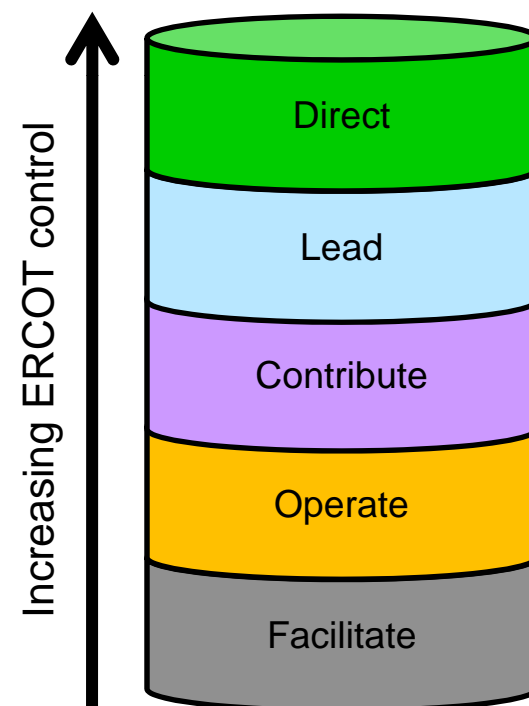 Increasing ERCOT control
Direct
Lead
Contribute
Operate
Facilitate